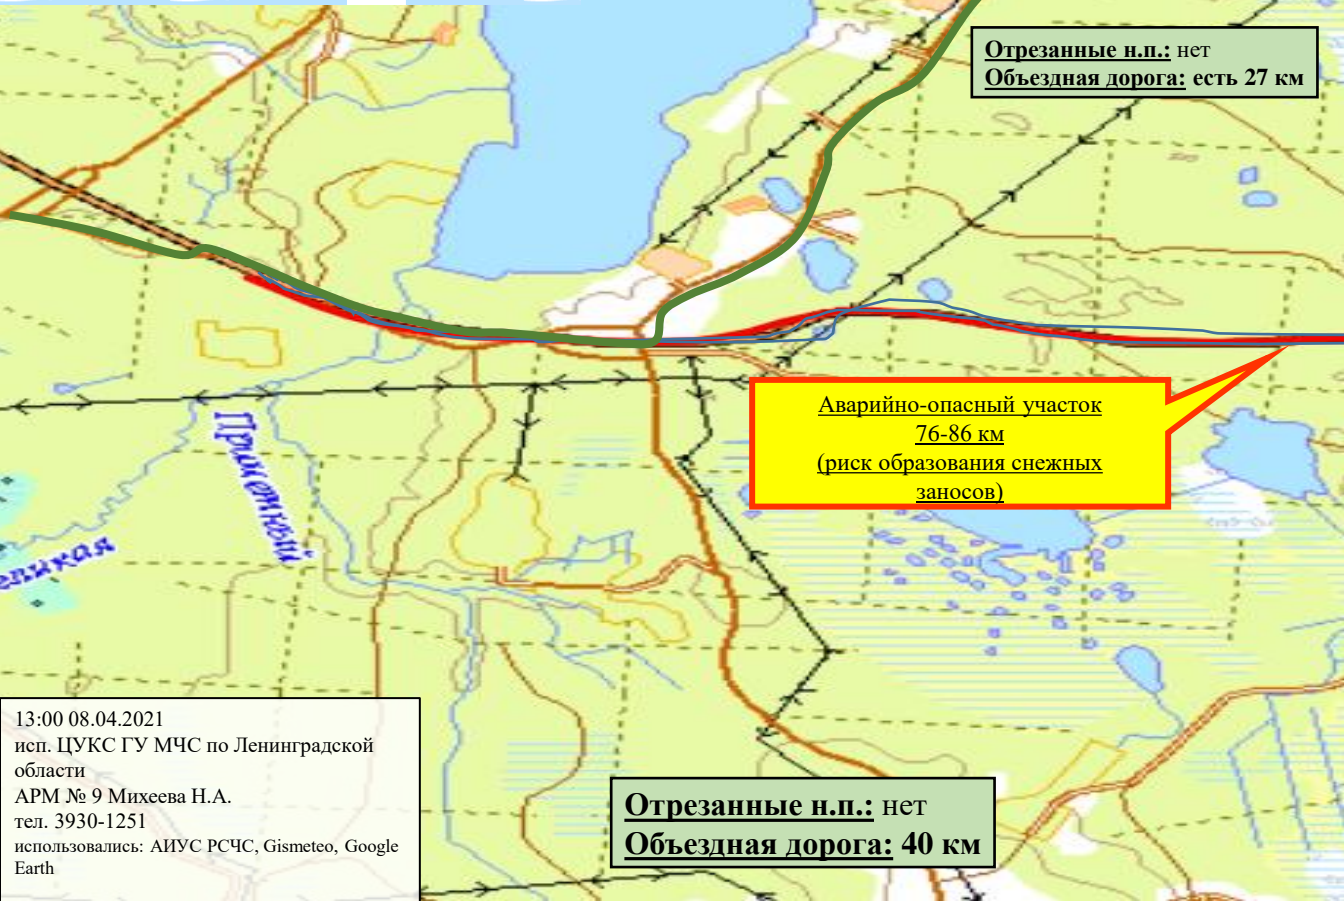 Отрезанные н.п.: нет
Объездная дорога: есть 27 км
Аварийно-опасный участок
76-86 км
(риск образования снежных
заносов)
Приметный
13:00 08.04.2021
исп. ЦУКС ГУ МЧС по Ленинградской
области
АРМ № 9 Михеева Н.А.
тел. 3930-1251
использовались: АИУС РСЧС, Gismeteo, Google
Earth
Отрезанные н.п.: нет
Объездная дорога: 40 км